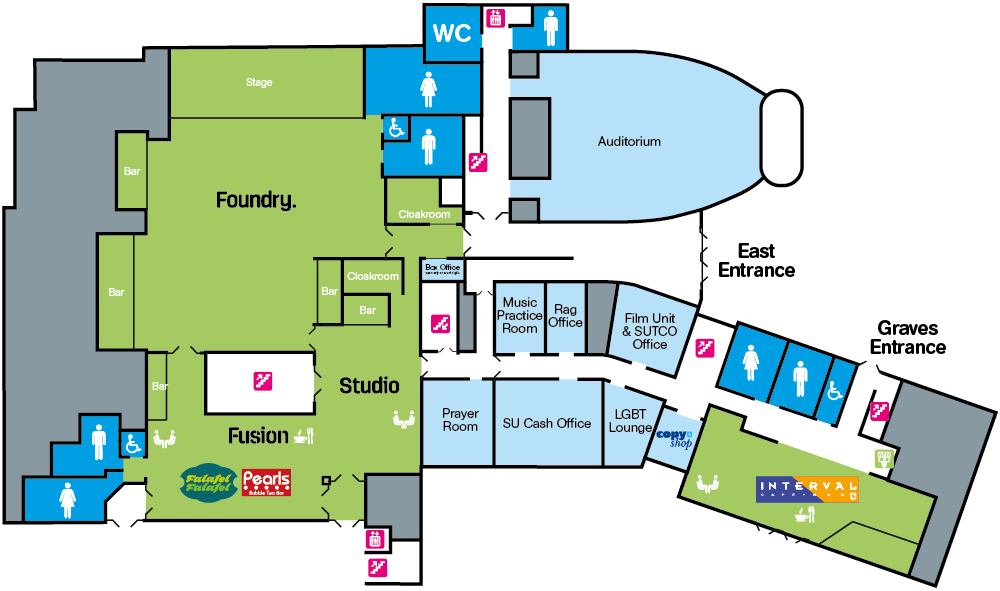 WC
Stage
Auditorium
Bar
Foundry.
Cloakroom
East
Entrance
Box Office
Cloakroom
Bar
Bar
Bar
Music
Practice
Room
Rag
Office
Film Unit
& SUTCO
Office
Graves
Entrance
Bar
Studio
Prayer
Room
SU Cash Office
LGBT
Lounge
copy
shop
Fusion
Falafel
Falafel
Pearls
Bubble Tea Bar
INTERVAL